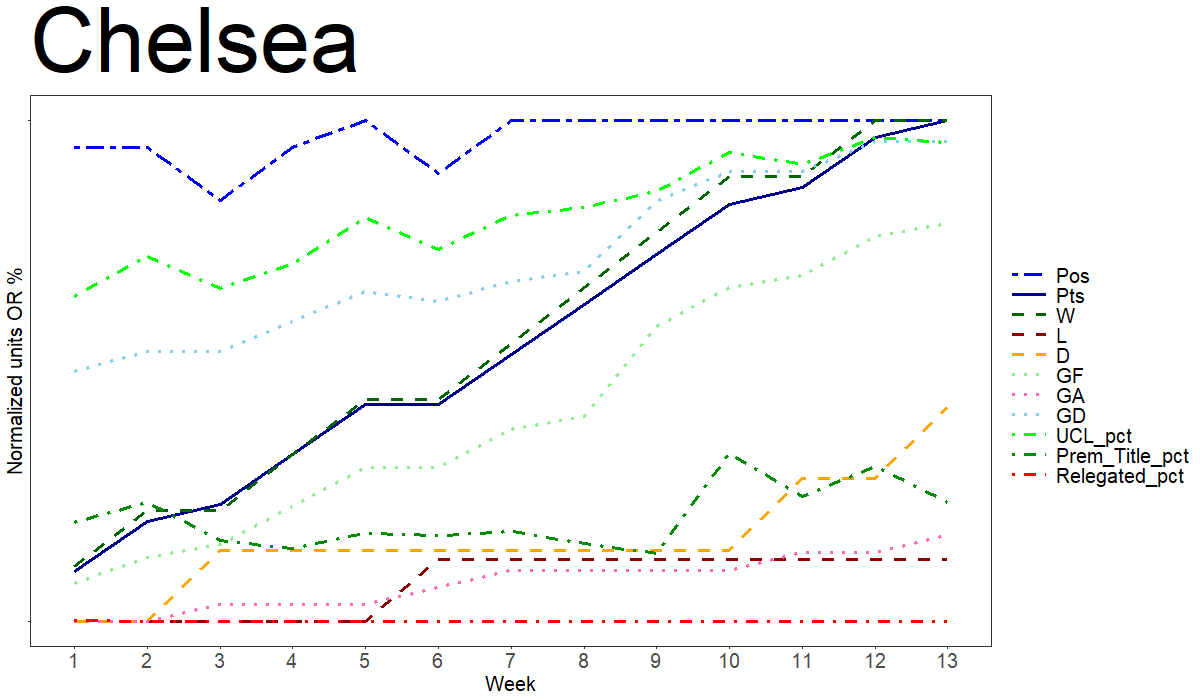 Chelsea
Normalized units OR %
Pos
Pts
W
L
D
GF
GA
GD
UCL_pct
Prem_Title_pct
Relegated_pct
1 2 3 4 5 6 7 8 9 10 11 12 13
Week